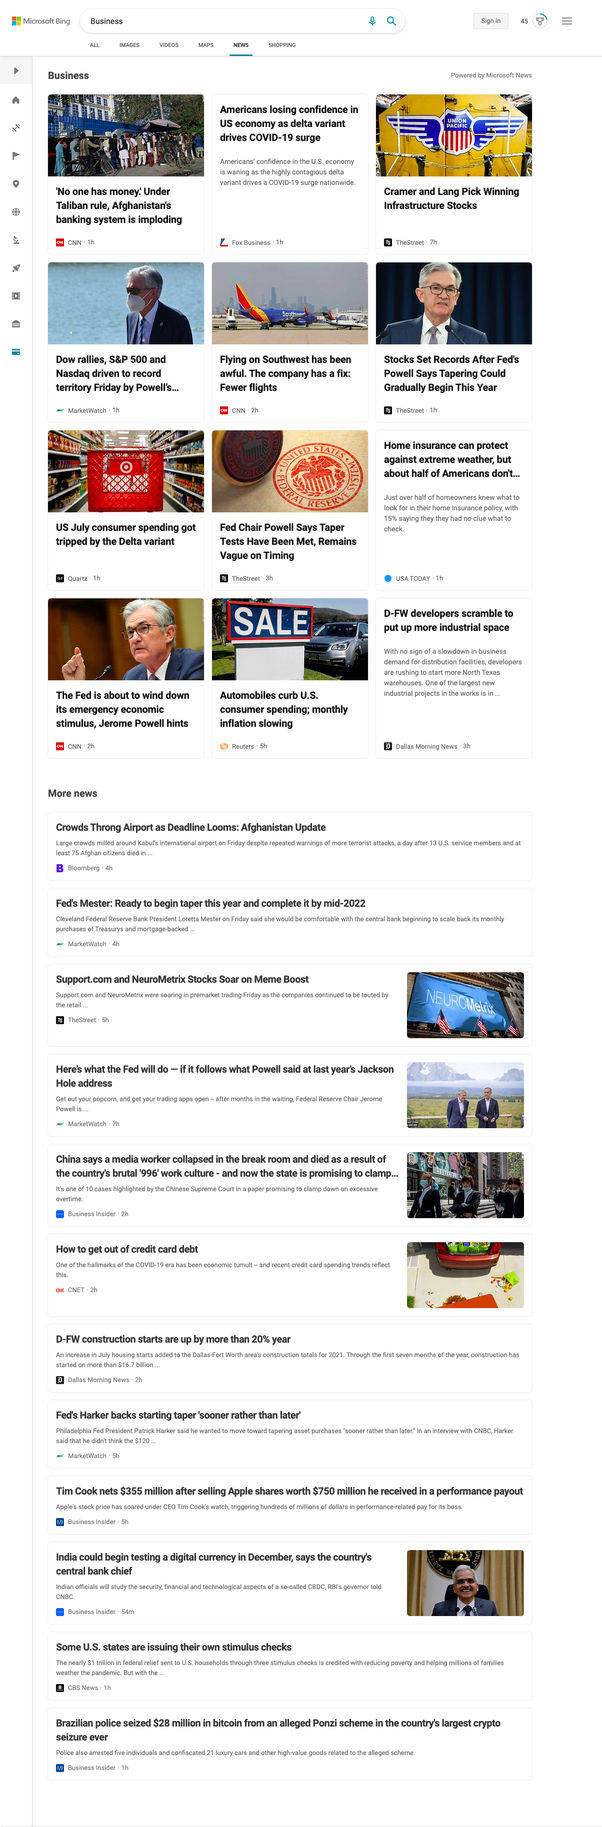 Microsoft Bing
Business
Sign in
45
ALL
IMAGES
VIDEOS
MAPS
NEWS
SHOPPING
Business
Powered by Microsoft News
'No one has money.' Under
Taliban rule, Afghanistan's
banking system is imploding
CNN · 1h
Americans losing confidence in
US economy as delta variant
drives COVID-19 surge
Americans' confidence in the U.S. economy
is waning as the highly contagious delta
variant drives a COVID-19 surge nationwide.
Fox Business · 1h
UNION
PACIFIC
Cramer and Lang Pick Winning
Infrastructure Stocks
TheStreet · 7h
Dow rallies, S&P 500 and
Nasdaq driven to record
territory Friday by Powell's...
MarketWatch · 1h
Flying on Southwest has been
awful. The company has a fix:
Fewer flights
CNN · 2h
Stocks Set Records After Fed's
Powell Says Tapering Could
Gradually Begin This Year
TheStreet · 1h
US July consumer spending got
tripped by the Delta variant
Quartz · 1h
UNITED STATES
FEDERAL RESERVE
Fed Chair Powell Says Taper
Tests Have Been Met, Remains
Vague on Timing
TheStreet · 3h
Home insurance can protect
against extreme weather, but
about half of Americans don't...
Just over half of homeowners knew what to
look for in their home insurance policy, with
15% saying they they had no clue what to
check.
USA TODAY · 1h
The Fed is about to wind down
its emergency economic
stimulus, Jerome Powell hints
CNN · 2h
SALE
Automobiles curb U.S.
consumer spending; monthly
inflation slowing
Reuters · 5h
D-FW developers scramble to
put up more industrial space
With no sign of a slowdown in business
demand for distribution facilities, developers
are rushing to start more North Texas
warehouses. One of the largest new
industrial projects in the works is in ...
Dallas Morning News · 3h
More news
Crowds Throng Airport as Deadline Looms: Afghanistan Update
Large crowds milled around Kabul's international airport on Friday despite repeated warnings of more terrorist attacks, a day after 13 U.S. service members and at
least 75 Afghan citizens died in ...
Bloomberg · 4h
Fed's Mester: Ready to begin taper this year and complete it by mid-2022
Cleveland Federal Reserve Bank President Loretta Mester on Friday said she would be comfortable with the central bank beginning to scale back its monthly
purchases of Treasurys and mortgage-backed ...
MarketWatch · 4h
Support.com and NeuroMetrix Stocks Soar on Meme Boost
Support.com and NeuroMetrix were soaring in premarket trading Friday as the companies continued to be touted by
the retail ...
TheStreet · 5h
NEUROMetrix
Here's what the Fed will do — if it follows what Powell said at last year's Jackson
Hole address
Get out your popcorn, and get your trading apps open – after months in the waiting, Federal Reserve Chair Jerome
Powell is ...
MarketWatch · 7h
China says a media worker collapsed in the break room and died as a result of
the country's brutal '996' work culture - and now the state is promising to clamp...
It's one of 10 cases highlighted by the Chinese Supreme Court in a paper promising to clamp down on excessive
overtime.
Business Insider · 2h
How to get out of credit card debt
One of the hallmarks of the COVID-19 era has been economic tumult – and recent credit card spending trends reflect
this.
CNET · 2h
D-FW construction starts are up by more than 20% year
An increase in July housing starts added to the Dallas-Fort Worth area's construction totals for 2021. Through the first seven months of the year, construction has
started on more than $16.7 billion ...
Dallas Morning News · 2h
Fed's Harker backs starting taper 'sooner rather than later'
Philadelphia Fed President Patrick Harker said he wanted to move toward tapering asset purchases "sooner rather than later." In an interview with CNBC, Harker
said that he didn't think the $120 ...
MarketWatch · 5h
Tim Cook nets $355 million after selling Apple shares worth $750 million he received in a performance payout
Apple's stock price has soared under CEO Tim Cook's watch, triggering hundreds of millions of dollars in performance-related pay for its boss.
Business Insider · 5h
India could begin testing a digital currency in December, says the country's
central bank chief
Indian officials will study the security, financial and technological aspects of a so-called CBDC, RBI's governor told
CNBC.
Business Insider · 54m
Some U.S. states are issuing their own stimulus checks
The nearly $1 trillion in federal relief sent to U.S. households through three stimulus checks is credited with reducing poverty and helping millions of families
weather the pandemic. But with the ...
CBS News · 1h
Brazilian police seized $28 million in bitcoin from an alleged Ponzi scheme in the country's largest crypto
seizure ever
Police also arrested five individuals and confiscated 21 luxury cars and other high-value goods related to the alleged scheme.
Business Insider · 1h